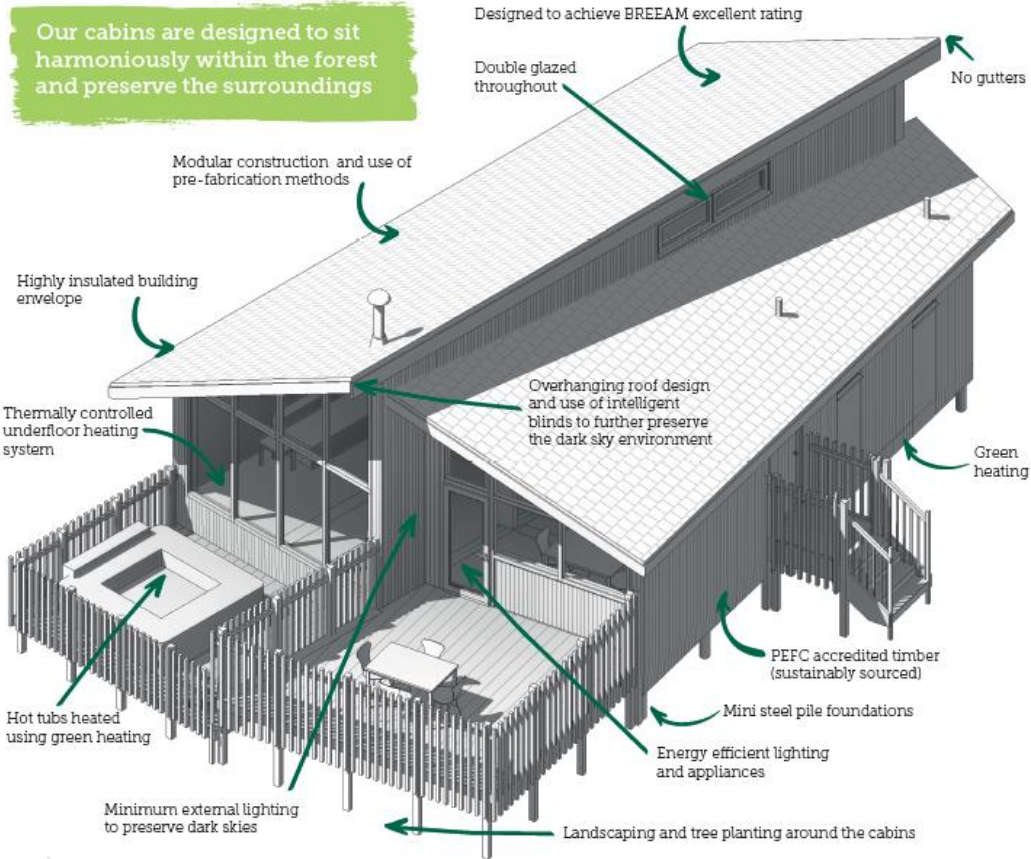 Our cabins are designed to sit
harmoniously within the forest
and preserve the surroundings
Designed to achieve BREEAM excellent rating
Double glazed
throughout
No gutters
Modular construction and use of
pre-fabrication methods
Highly insulated building
envelope
Overhanging roof design
and use of intelligent
blinds to further preserve
the dark sky environment
Thermally controlled
underfloor heating
system
Green
heating
PEFC accredited timber
(sustainably sourced)
Mini steel pile foundations
Hot tubs heated
using green heating
Energy efficient lighting
and appliances
Minimum external lighting
to preserve dark skies
Landscaping and tree planting around the cabins